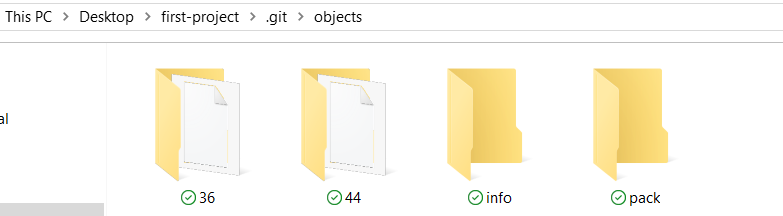 This PC > Desktop > first-project > .git > objects
al
36
44
info
pack